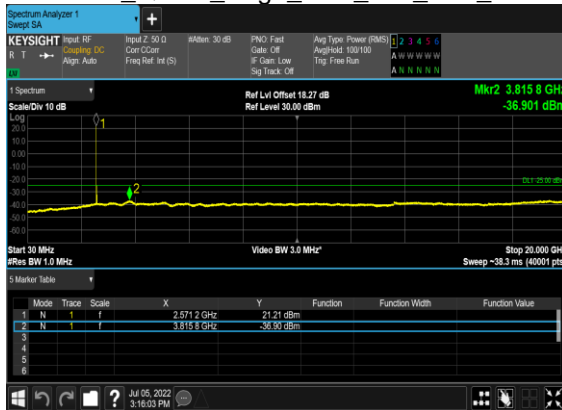 Spectrum Analyzer 1
Swept SA
KEYSIGHT
R T
Input: RF
Coupling: DC
Align: Auto
Input Z: 50 Ω
Corr CCorr
Freq Ref: Int (S)
#Atten: 30 dB
PNO: Fast
Gate: Off
IF Gain: Low
Sig Track: Off
Avg Type: Power (RMS)
Avg|Hold: 100/100
Trig: Free Run
1 2 3 4 5 6
A W W W W W
A N N N N N
1 Spectrum
Scale/Div 10 dB
Ref Lvl Offset 18.27 dB
Ref Level 30.00 dBm
Mkr2 3.815 8 GHz
-36.901 dBm
Log
20.0
10.0
0.00
-10.0
-20.0
-30.0
-40.0
-50.0
-60.0
1
2
DL1 -25.00 dBm
Start 30 MHz
#Res BW 1.0 MHz
Video BW 3.0 MHz*
Stop 20.000 GHz
Sweep ~38.3 ms (40001 pts)
5 Marker Table
Mode Trace Scale X Y Function Function Width Function Value
1 N 1 f 2.571 2 GHz 21.21 dBm
2 N 1 f 3.815 8 GHz -36.90 dBm
3
4
5
6
?
Jul 05, 2022
3:16:03 PM